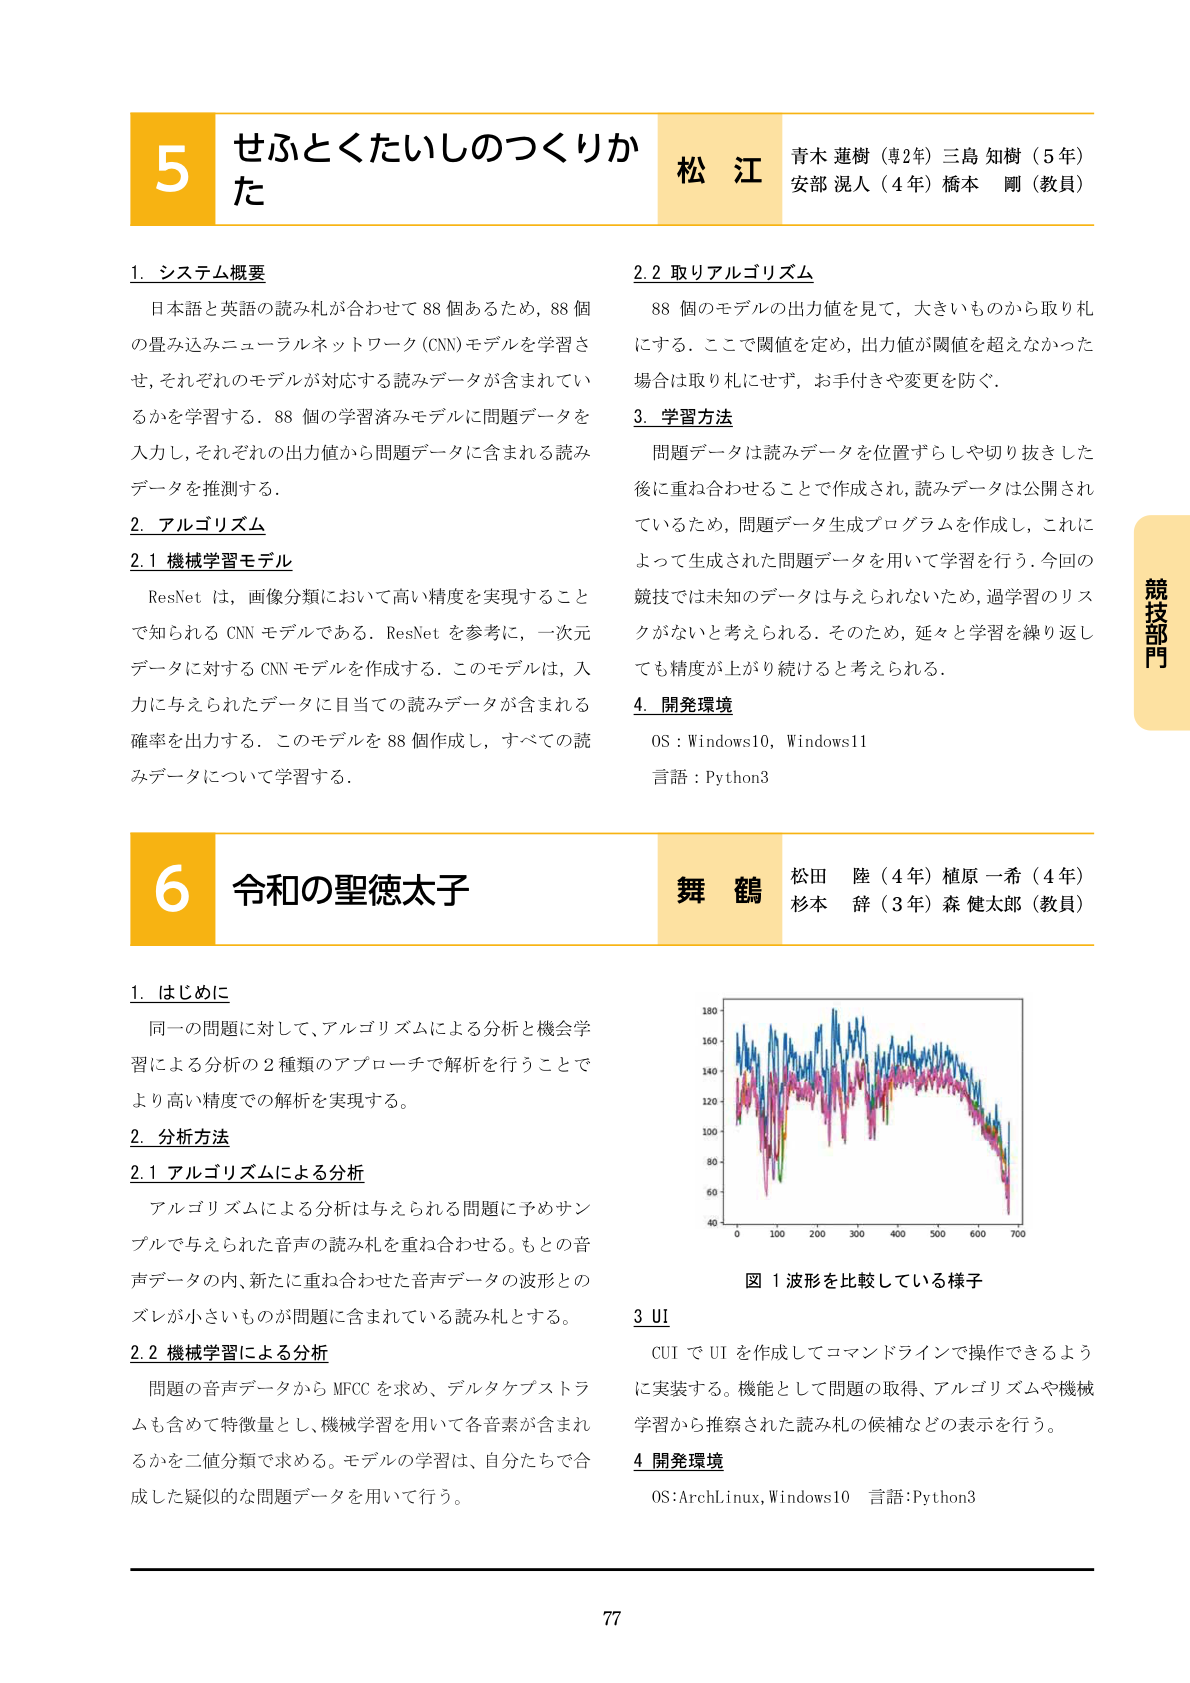 5
せふとくたいしのつくりか
た
松 江
青木 蓮樹（専2年）三島 知樹（５年）
安部 滉人（４年）橋本　剛（教員）
1. システム概要
日本語と英語の読み札が合わせて 88 個あるため, 88 個
の畳み込みニューラルネットワーク(CNN)モデルを学習さ
せ, それぞれのモデルが対応する読みデータが含まれてい
るかを学習する. 88 個の学習済みモデルに問題データを
入力し, それぞれの出力値から問題データに含まれる読み
データを推測する.
2. アルゴリズム
2.1 機械学習モデル
ResNet は, 画像分類において高い精度を実現すること
で知られる CNN モデルである. ResNet を参考に, 一次元
データに対する CNN モデルを作成する. このモデルは, 入
力に与えられたデータに目当ての読みデータが含まれる
確率を出力する. このモデルを 88 個作成し, すべての読
みデータについて学習する.
2.2 取りアルゴリズム
88 個のモデルの出力値を見て, 大きいものから取り札
にする. ここで閾値を定め, 出力値が閾値を超えなかった
場合は取り札にせず, お手付きや変更を防ぐ.
3. 学習方法
問題データは読みデータを位置ずらしや切り抜きした
後に重ね合わせることで作成され, 読みデータは公開され
ているため, 問題データ生成プログラムを作成し, これに
よって生成された問題データを用いて学習を行う. 今回の
競技では未知のデータは与えられないため, 過学習のリス
クがないと考えられる. そのため, 延々と学習を繰り返し
ても精度が上がり続けると考えられる.
4. 開発環境
OS：Windows10, Windows11
言語：Python3
競技部門
6
令和の聖徳太子
舞 鶴
松田　陸（４年）植原 一希（４年）
杉本　辞（３年）森 健太郎（教員）
1. はじめに
同一の問題に対して、アルゴリズムによる分析と機会学
習による分析の２種類のアプローチで解析を行うことで
より高い精度での解析を実現する。
2. 分析方法
2.1 アルゴリズムによる分析
アルゴリズムによる分析は与えられる問題に予めサン
プルで与えられた音声の読み札を重ね合わせる。もとの音
声データの内、新たに重ね合わせた音声データの波形との
ズレが小さいものが問題に含まれている読み札とする。
2.2 機械学習による分析
問題の音声データから MFCC を求め、デルタケプストラ
ムも含めて特徴量とし、機械学習を用いて各音素が含まれ
るかを二値分類で求める。モデルの学習は、自分たちで合
成した疑似的な問題データを用いて行う。
180
160
140
120
100
80
60
40
0 100 200 300 400 500 600 700
図 1 波形を比較している様子
3 UI
CUI で UI を作成してコマンドラインで操作できるよう
に実装する。機能として問題の取得、アルゴリズムや機械
学習から推察された読み札の候補などの表示を行う。
4 開発環境
OS:ArchLinux,Windows10　言語:Python3
77